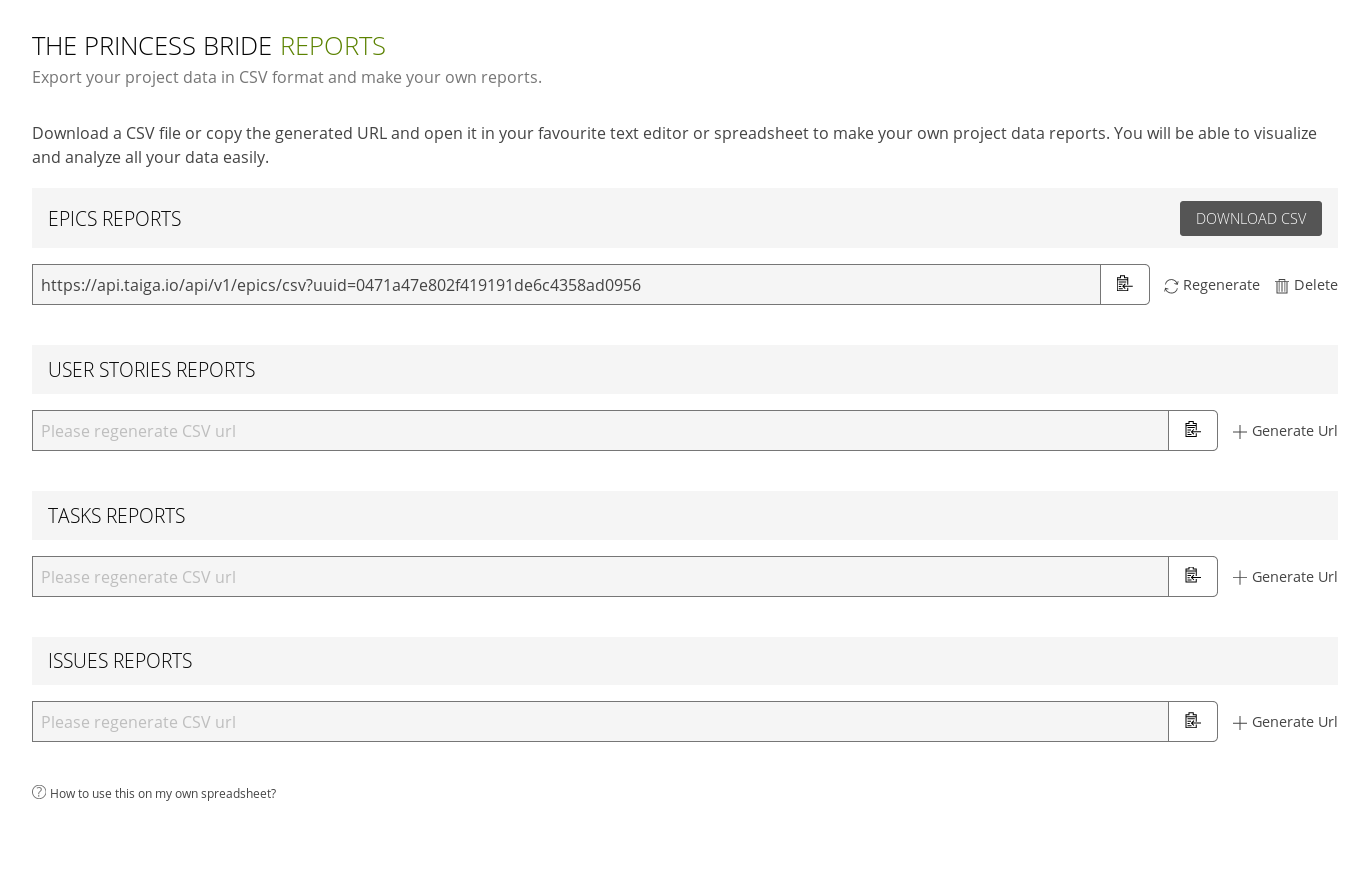 THE PRINCESS BRIDE REPORTS
Export your project data in CSV format and make your own reports.
Download a CSV file or copy the generated URL and open it in your favourite text editor or spreadsheet to make your own project data reports. You will be able to visualize
and analyze all your data easily.
EPICS REPORTS
DOWNLOAD CSV
https://api.taiga.io/api/v1/epics/csv?uuid=0471a47e802f419191de6c4358ad0956
Regenerate
Delete
USER STORIES REPORTS
Please regenerate CSV url
Generate Url
TASKS REPORTS
Please regenerate CSV url
Generate Url
ISSUES REPORTS
Please regenerate CSV url
Generate Url
How to use this on my own spreadsheet?